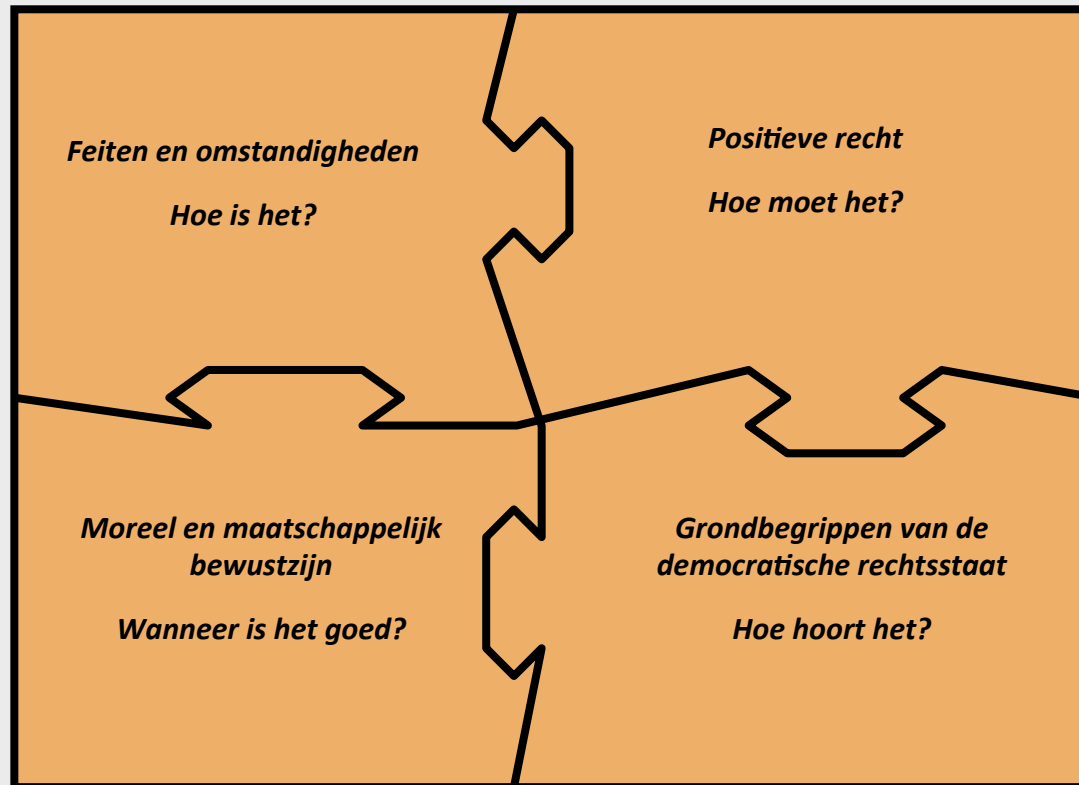 Feiten en omstandigheden
Hoe is het?
Positieve recht
Hoe moet het?
Moreel en maatschappelijk
bewustzijn
Wanneer is het goed?
Grondbegrippen van de
democratische rechtsstaat
Hoe hoort het?